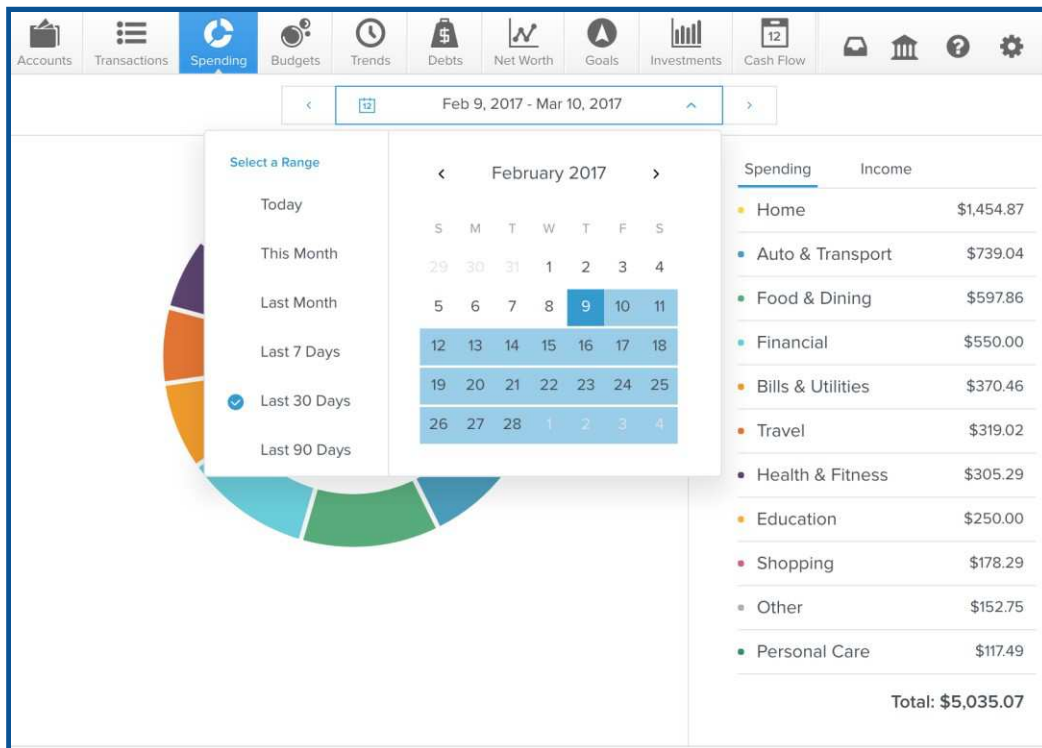 Accounts Transactions Spending Budgets Trends Debts Net Worth Goals Investments 12 Cash Flow
12 Feb 9, 2017 - Mar 10, 2017
Select a Range
Today
This Month
Last Month
Last 7 Days
Last 30 Days
Last 90 Days
February 2017
S M T W T F S
29 30 31 1 2 3 4
5 6 7 8 9 10 11
12 13 14 15 16 17 18
19 20 21 22 23 24 25
26 27 28 1 2 3 4
Spending Income
Home $1,454.87
Auto & Transport $739.04
Food & Dining $597.86
Financial $550.00
Bills & Utilities $370.46
Travel $319.02
Health & Fitness $305.29
Education $250.00
Shopping $178.29
Other $152.75
Personal Care $117.49
Total: $5,035.07